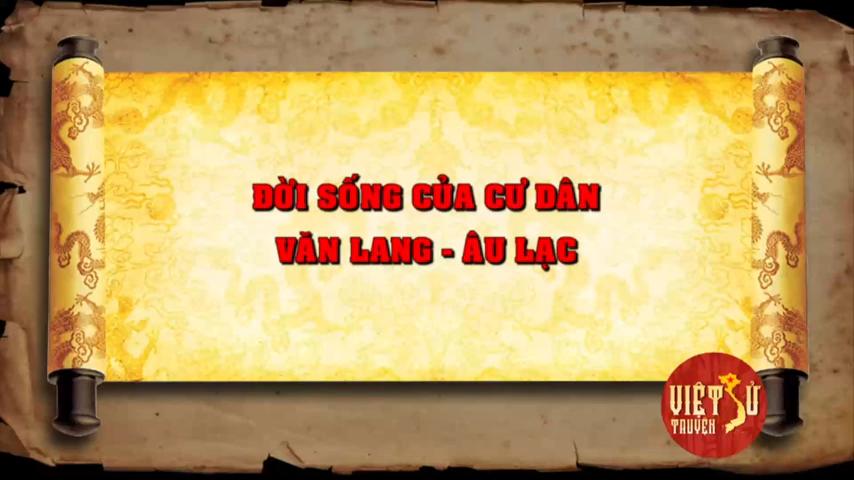 ĐỜI SỐNG CỦA CƯ DÂN
VĂN LANG - ÂU LẠC
VIỆT SỬ
TRUYỆN